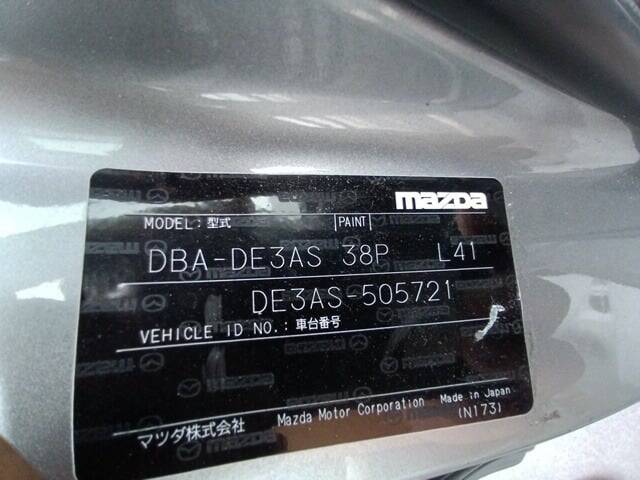 mazda
MODEL: 型式 PAINT
DBA-DE3AS 38P L41
DE3AS-505721
VEHICLE ID NO.: 車台番号
マツダ株式会社 Mazda Motor Corporation Made in Japan
(N173)